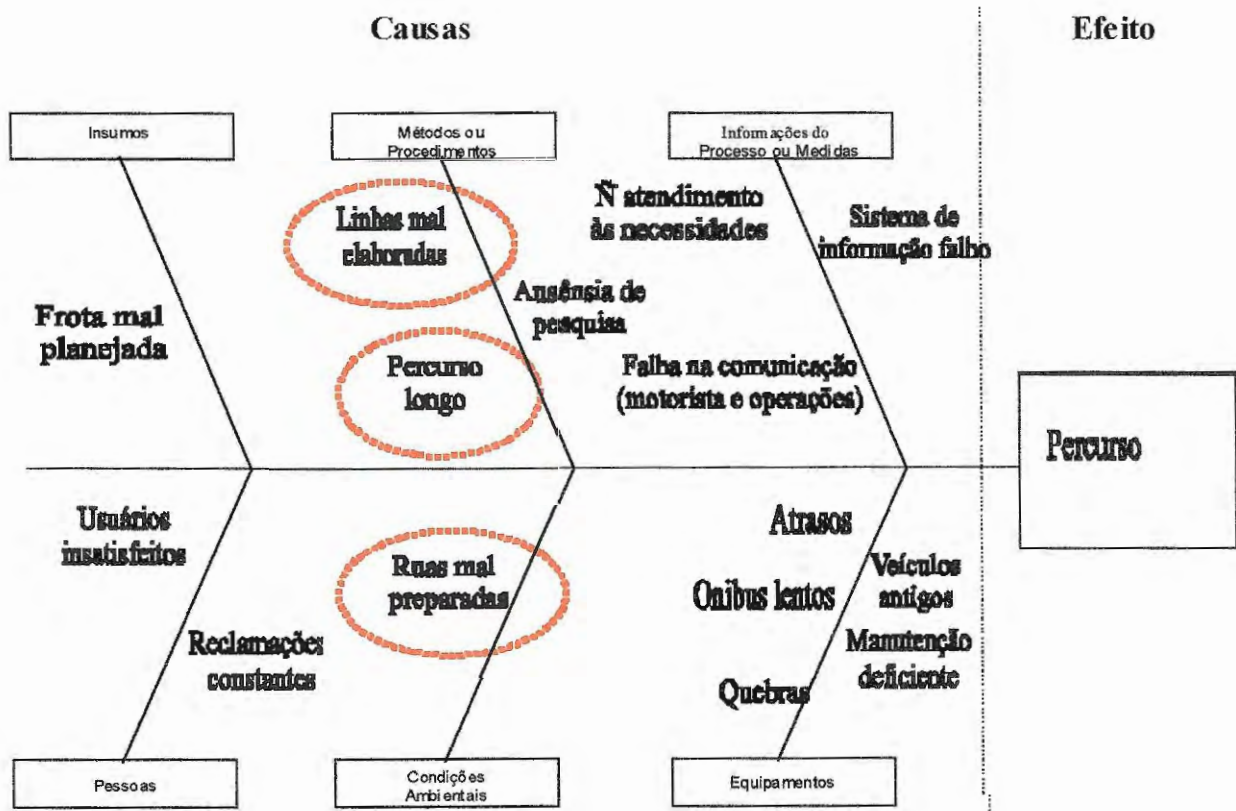 Causas
Efeito
Insumos
Métodos ou
Procedimentos
Informações do
Processo ou Medidas
Linhas mal
elaboradas
Ñ atendimento
às necessidades
Sistema de
informação falho
Ausência de
pesquisa
Frota mal
planejada
Percurso
longo
Falha na comunicação
(motorista e operações)
Percurso
Usuários
insatisfeitos
Ruas mal
preparadas
Atrasos
Onibus lentos
Veículos
antigos
Reclamações
constantes
Manutenção
deficiente
Quebras
Pessoas
Condições
Ambientais
Equipamentos